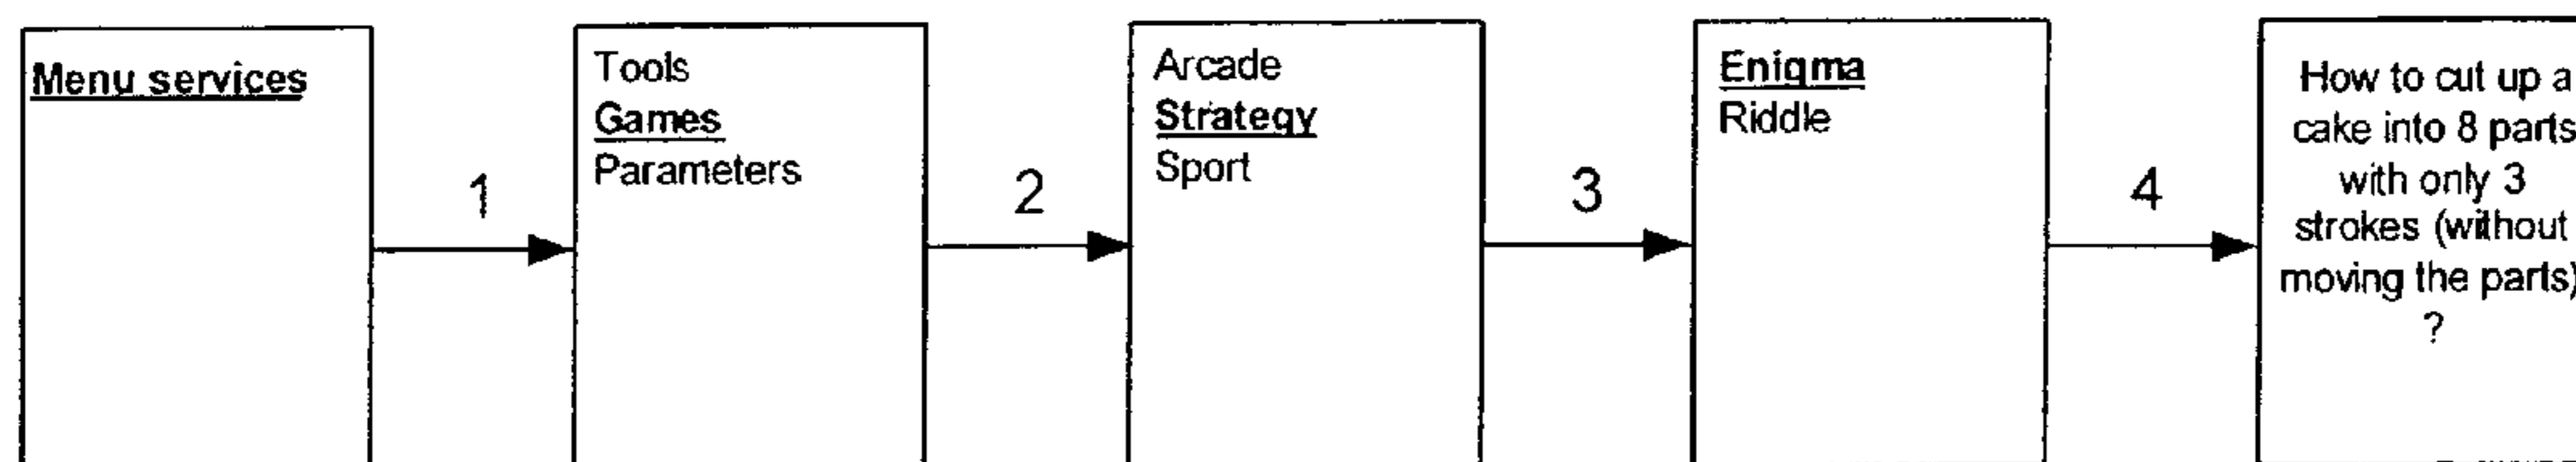 Menu services
1
Tools
Games
Parameters
2
Arcade
Strategy
Sport
3
Enigma
Riddle
4
How to cut up a
cake into 8 parts
with only 3
strokes (without
moving the parts)
?